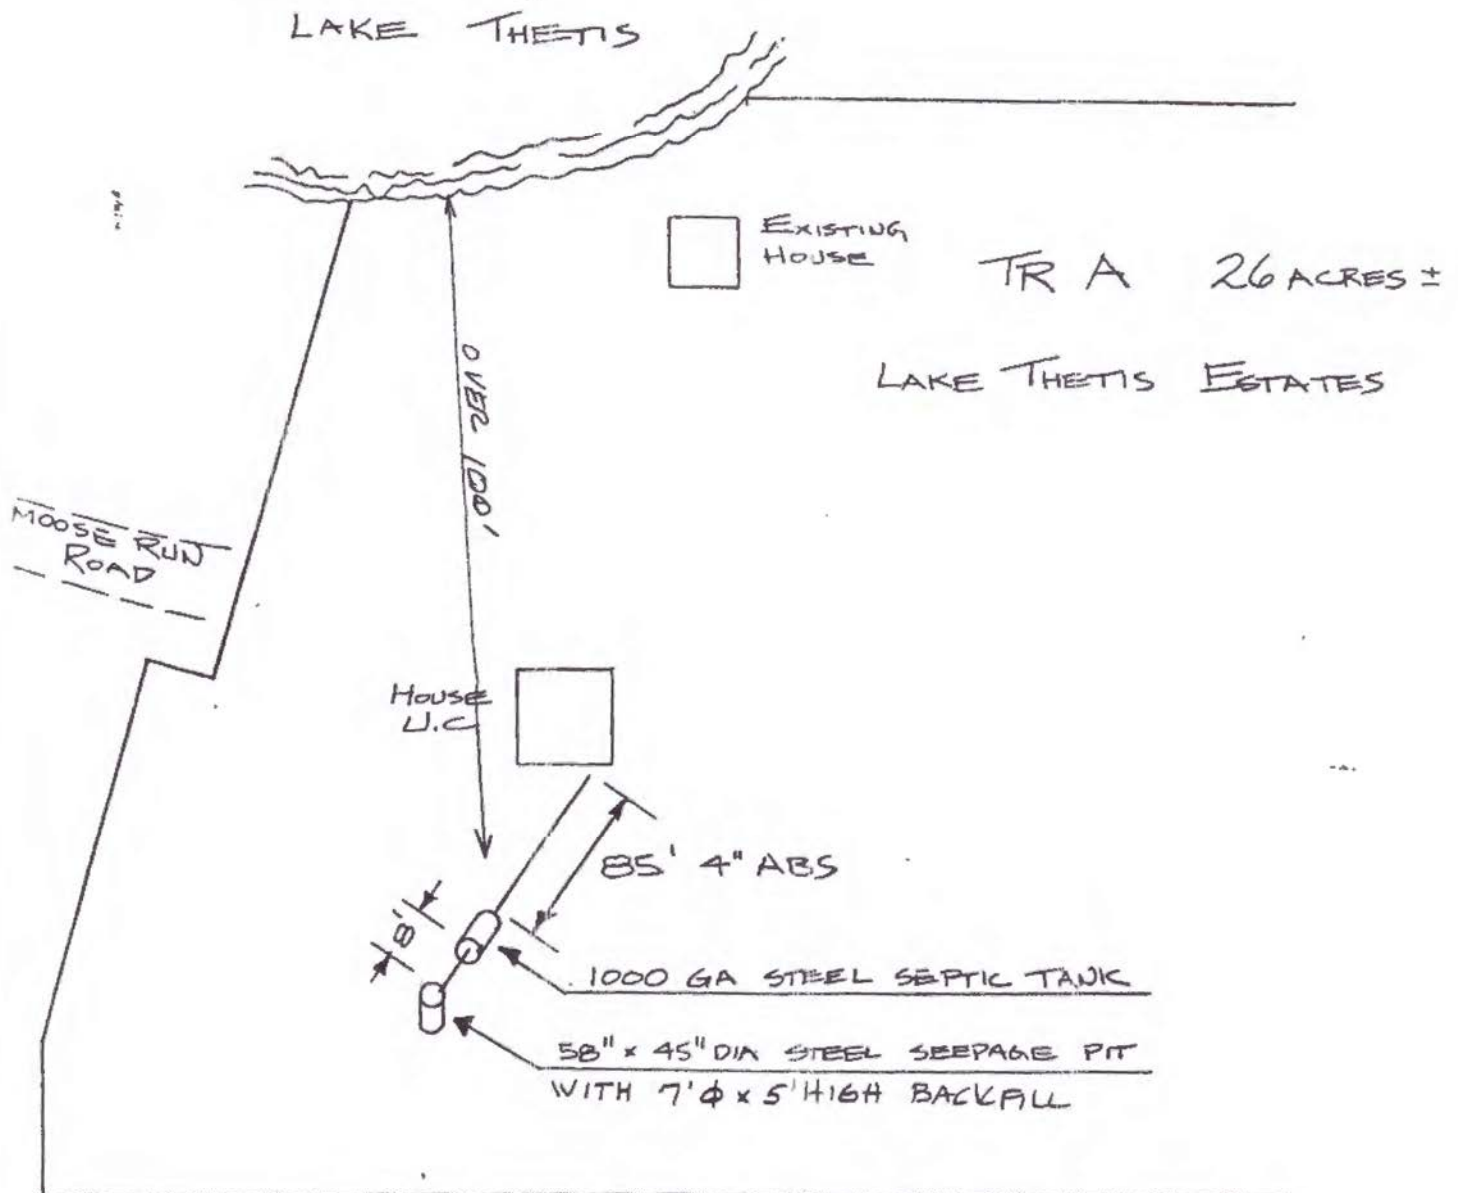 LAKE THETIS
EXISTING
HOUSE
TR A 26 ACRES ±
LAKE THETIS ESTATES
OVER 100'
MOOSE RUN
ROAD
HOUSE
U.C
85' 4" ABS
8'
1000 GA STEEL SEPTIC TANK
58" x 45" DIA STEEL SEEPAGE PIT
WITH 7' φ x 5' HIGH BACKFILL